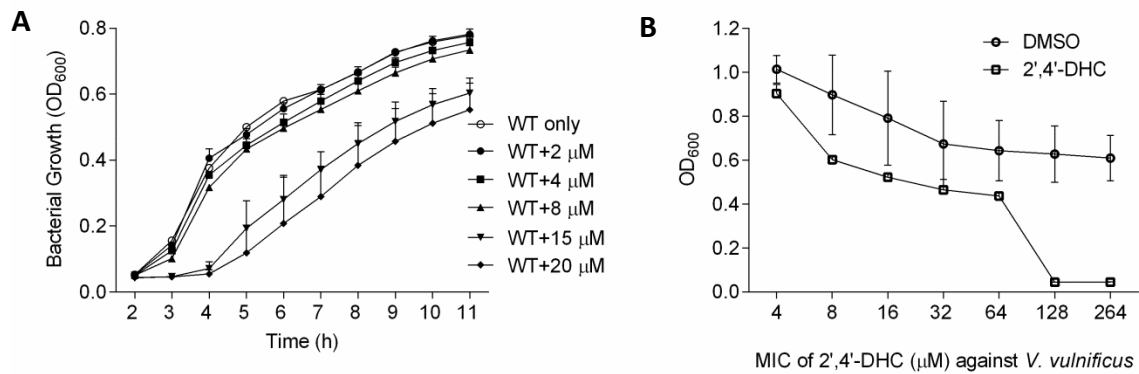 A
Bacterial Growth (OD600)
0.8
0.6
0.4
0.2
0.0
2 3 4 5 6 7 8 9 10 11
Time (h)
WT only
WT+2 μM
WT+4 μM
WT+8 μM
WT+15 μM
WT+20 μM
B
OD600
1.2
1.0
0.8
0.6
0.4
0.2
0.0
4 8 16 32 64 128 264
DMSO
2',4'-DHC
MIC of 2',4'-DHC (μM) against V. vulnificus